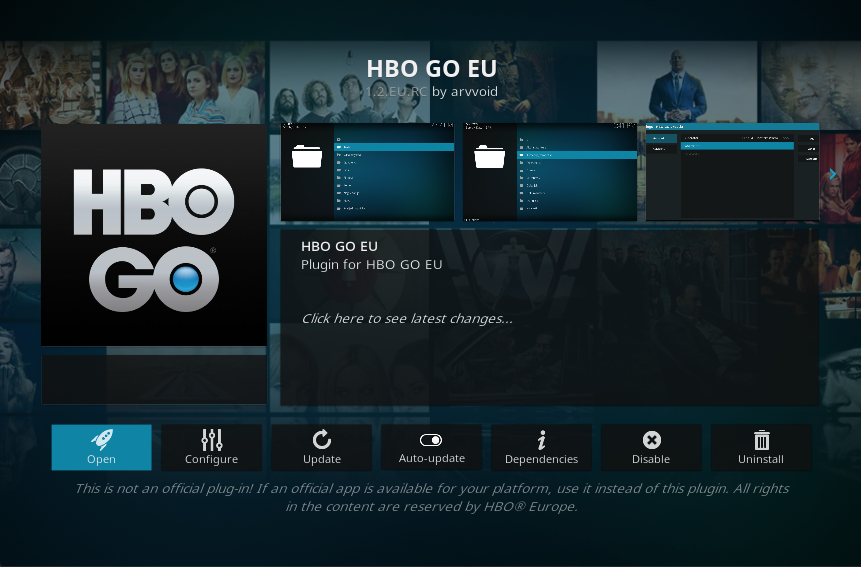 HBO GO EU
1.2.EU.RC by arvvoid
HBO
GO®
HBO GO EU
Plugin for HBO GO EU
Click here to see latest changes...
Open
Configure
Update
Auto-update
Dependencies
Disable
Uninstall
This is not an official plug-in! If an official app is available for your platform, use it instead of this plugin. All rights
in the content are reserved by HBO® Europe.